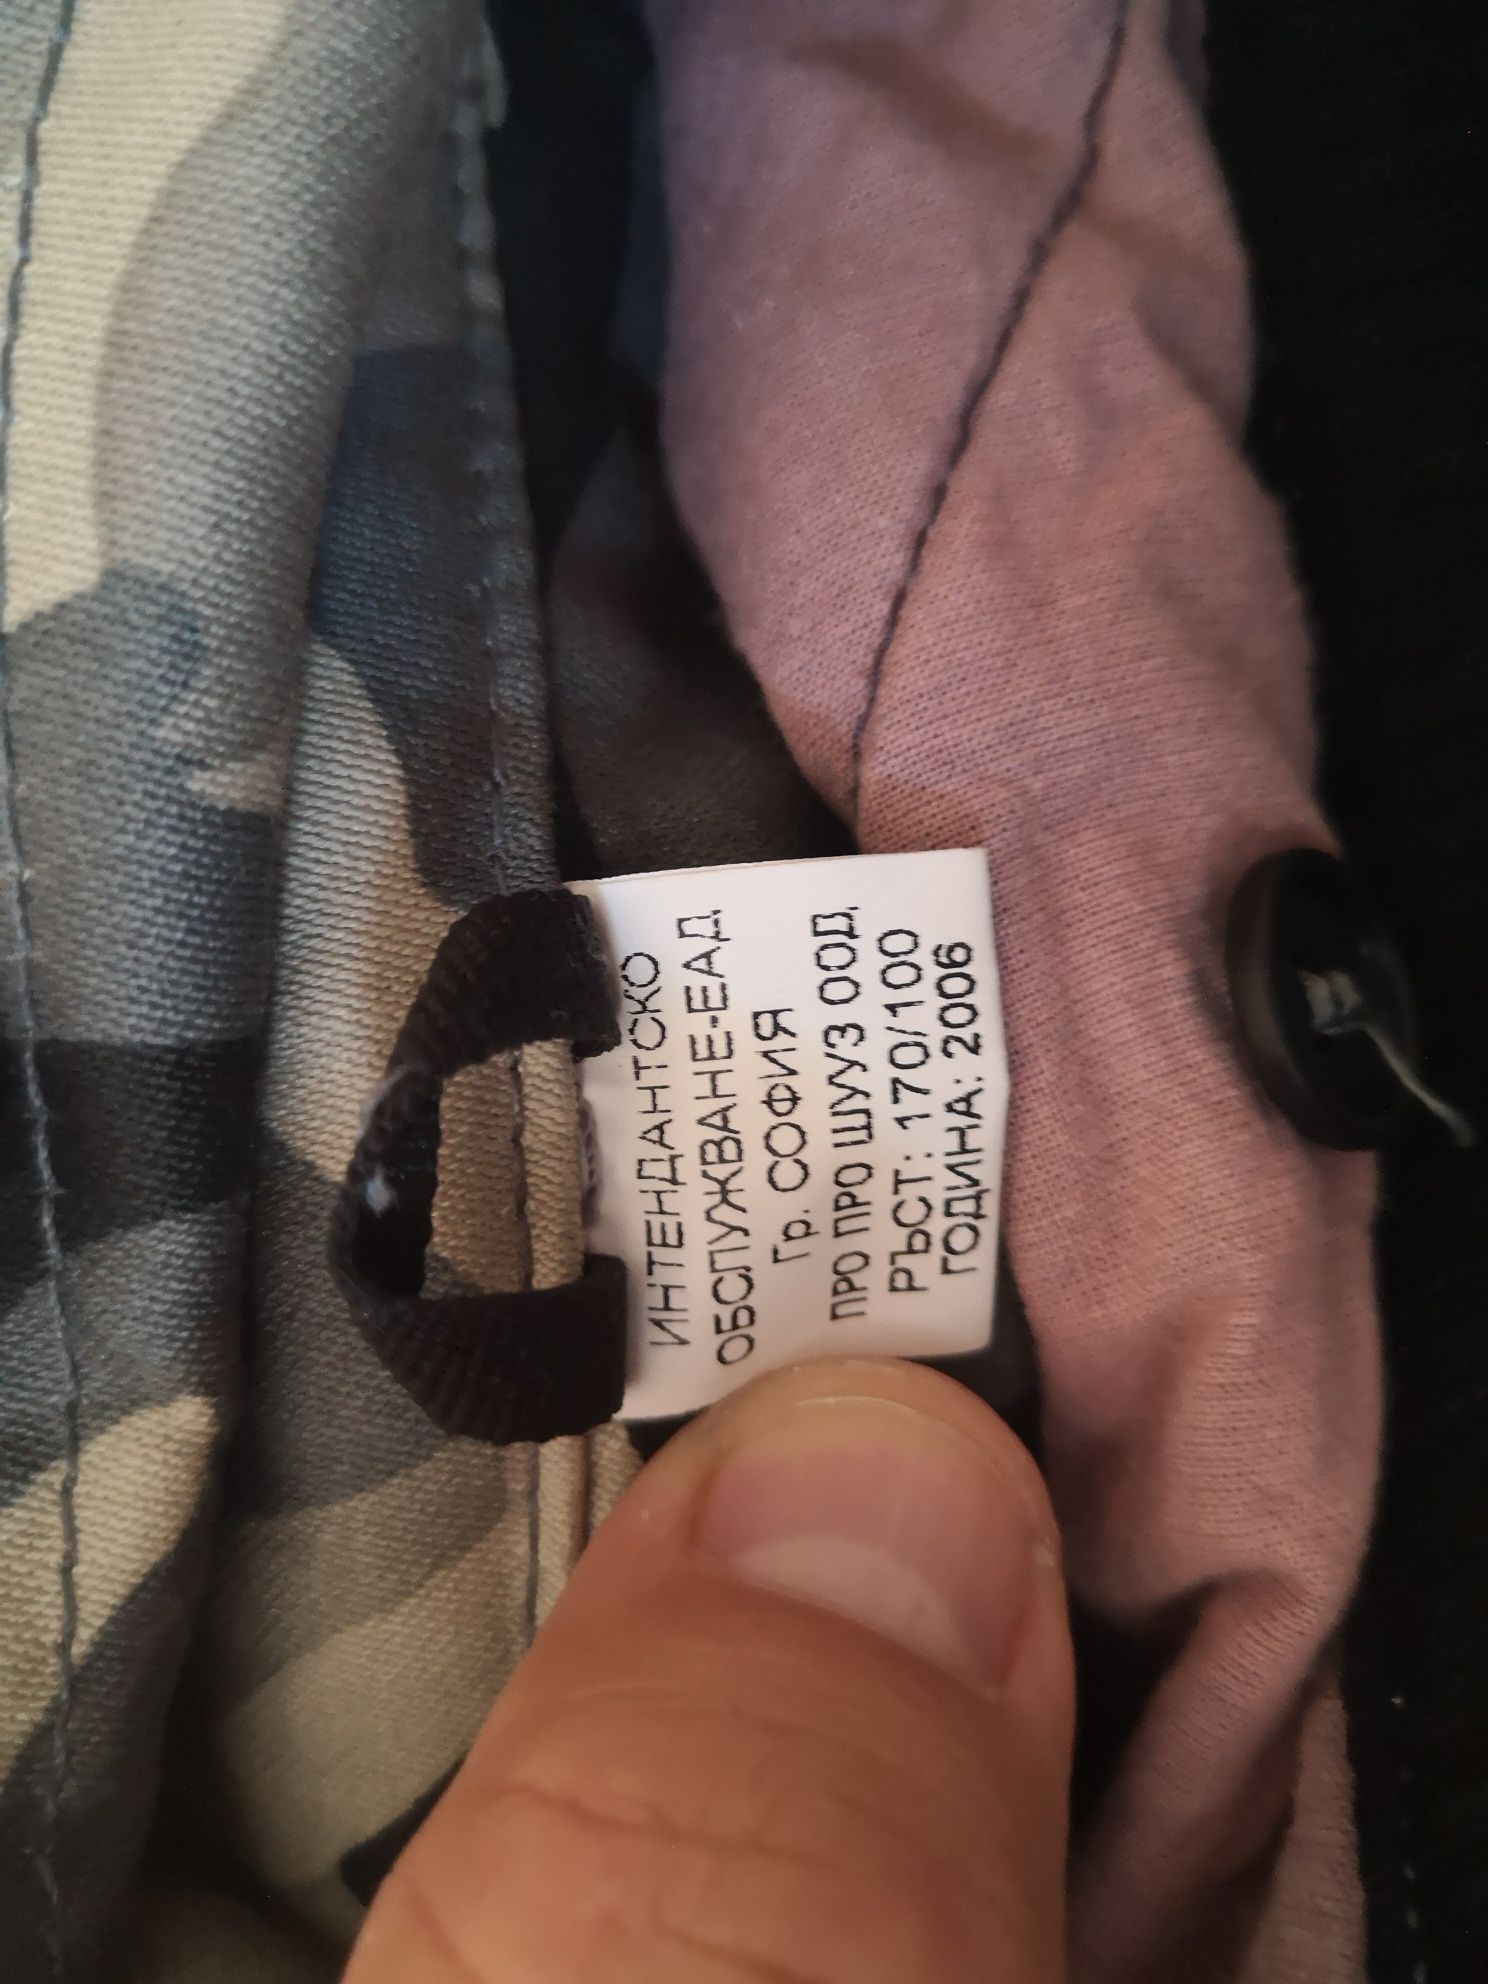 ИНТЕНДАНТСКО
ОБСЛУЖВАНЕ-ЕАД.
Гр. СОФИЯ
ПРО ПРО ШУУЗ ООД.
РЪСТ: 170/100
ГОДИНА: 2006